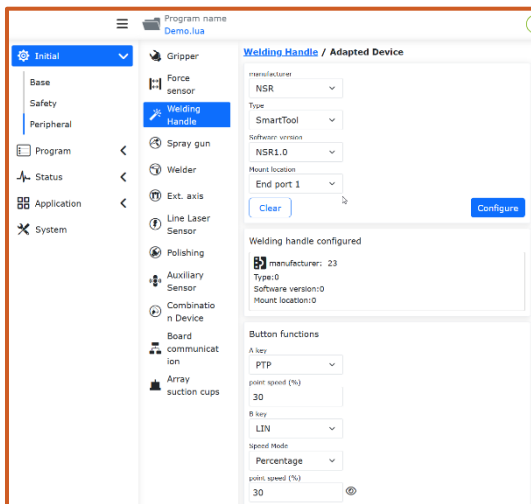 Program name
Demo.lua
Initial
Base
Safety
Peripheral
Program
Status
Application
System
Gripper
Force
sensor
Welding
Handle
Spray gun
Welder
Ext. axis
Line Laser
Sensor
Polishing
Auxiliary
Sensor
Combinatio
n Device
Board
communicat
ion
Array
suction cups
Welding Handle / Adapted Device
manufacturer
NSR
Type
SmartTool
Software version
NSR1.0
Mount location
End port 1
Clear
Configure
Welding handle configured
manufacturer: 23
Type:0
Software version:0
Mount location:0
Button functions
A key
PTP
point speed (%)
30
B key
LIN
Speed Mode
Percentage
point speed (%)
30